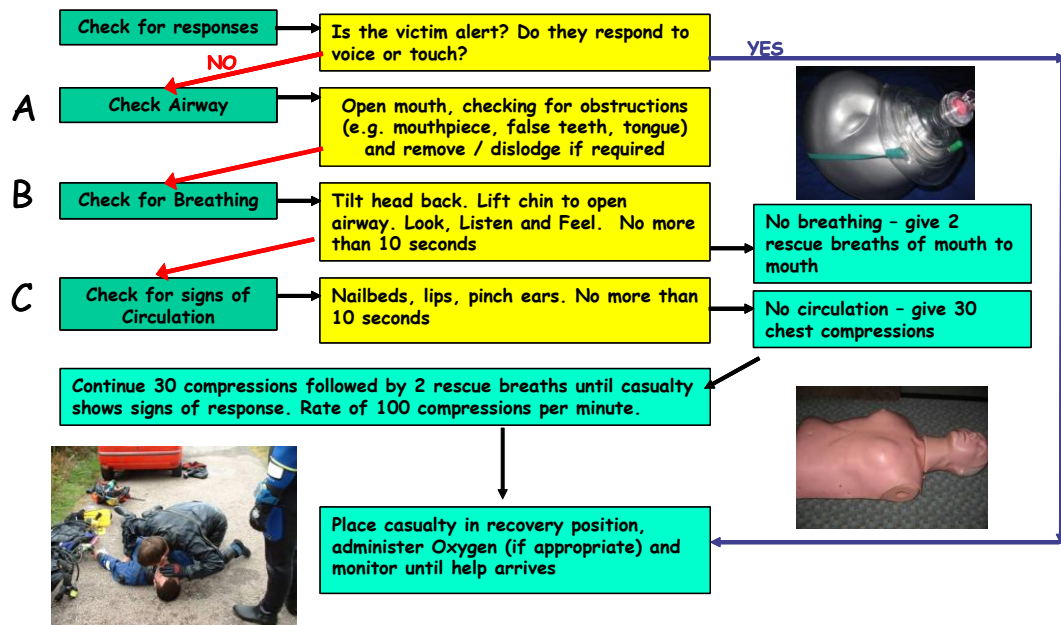 Check for responses
Is the victim alert? Do they respond to
voice or touch?
YES
NO
A
Check Airway
Open mouth, checking for obstructions
(e.g. mouthpiece, false teeth, tongue)
and remove / dislodge if required
B
Check for Breathing
Tilt head back. Lift chin to open
airway. Look, Listen and Feel.  No more
than 10 seconds
No breathing – give 2
rescue breaths of mouth to
mouth
C
Check for signs of
Circulation
Nailbeds, lips, pinch ears. No more than
10 seconds
No circulation – give 30
chest compressions
Continue 30 compressions followed by 2 rescue breaths until casualty
shows signs of response. Rate of 100 compressions per minute.
Place casualty in recovery position,
administer Oxygen (if appropriate) and
monitor until help arrives